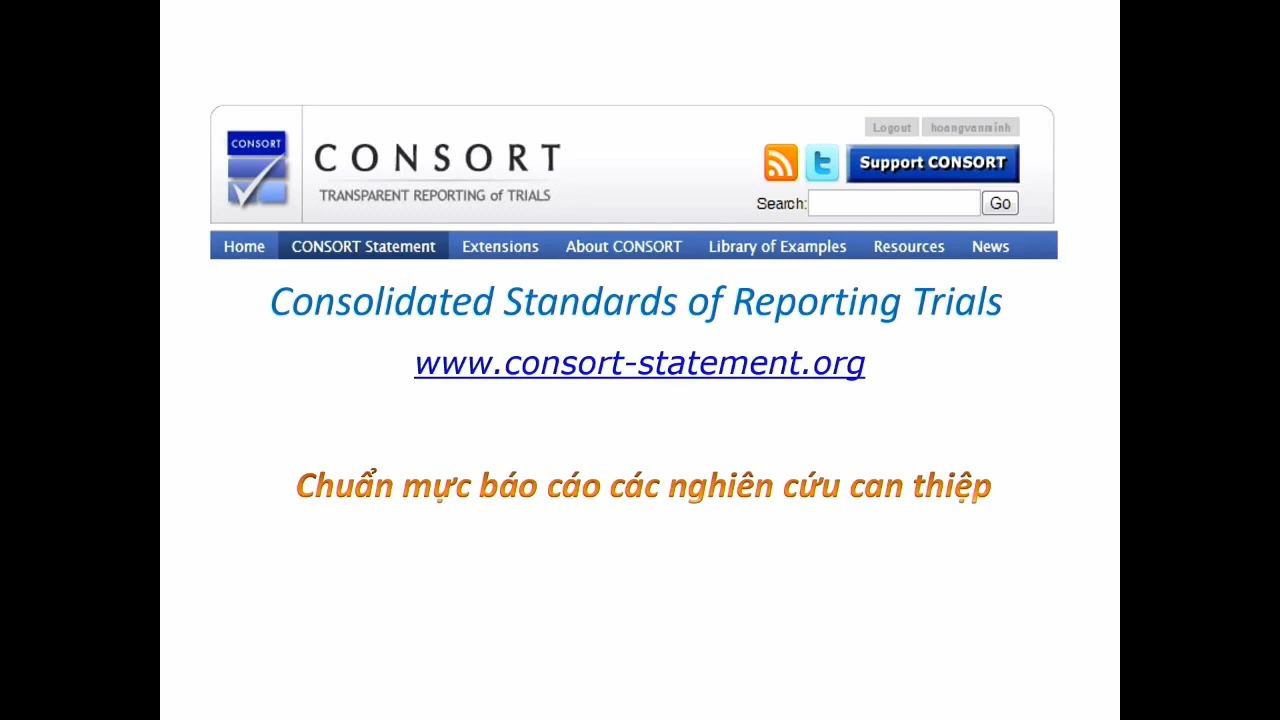 Logout hoangvanminh
CONSORT
CONSORT
TRANSPARENT REPORTING of TRIALS
Support CONSORT
Search: Go
Home CONSORT Statement Extensions About CONSORT Library of Examples Resources News
Consolidated Standards of Reporting Trials
www.consort-statement.org
Chuẩn mực báo cáo các nghiên cứu can thiệp